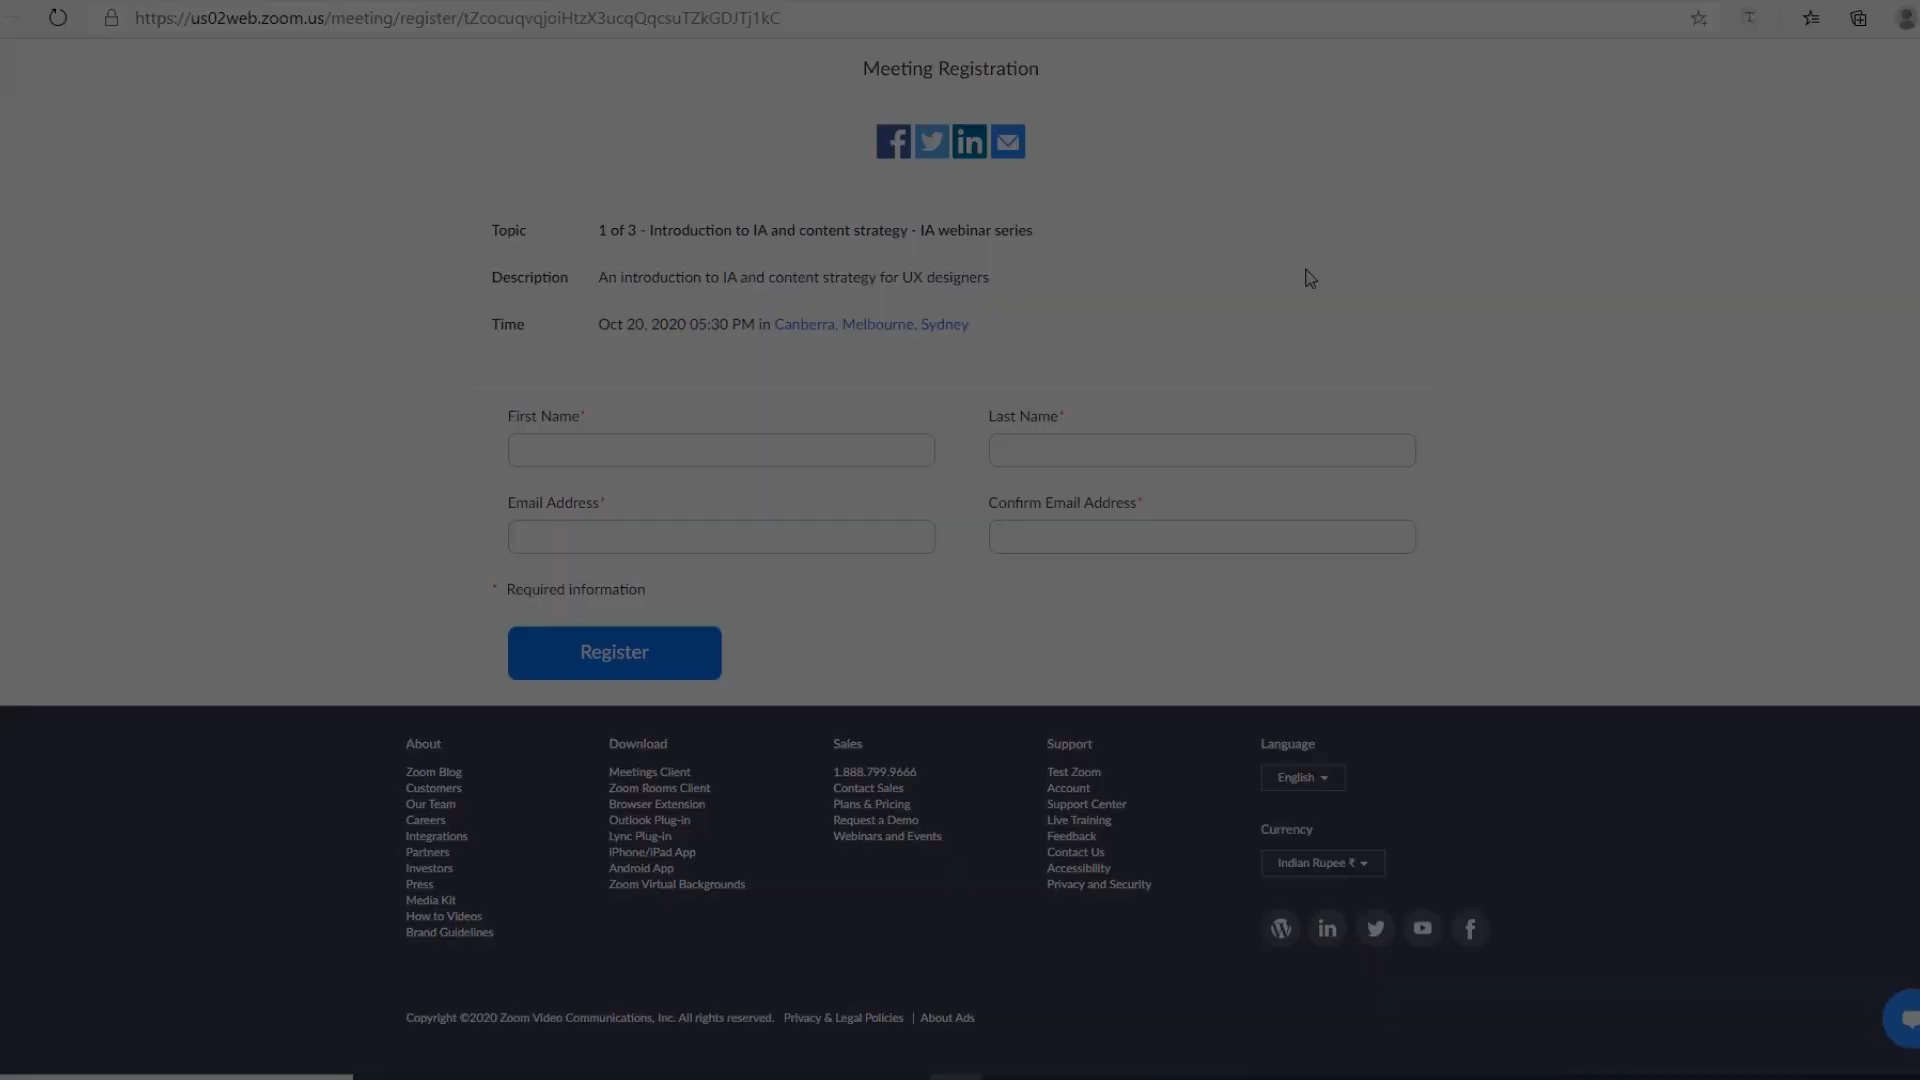 https://us02web.zoom.us/meeting/register/tZcocuqvqjoiHtzX3ucqQqcsuTZkGDJTj1kC
Meeting Registration
Topic 1 of 3 - Introduction to IA and content strategy - IA webinar series
Description An introduction to IA and content strategy for UX designers
Time Oct 20, 2020 05:30 PM in Canberra, Melbourne, Sydney
First Name* Last Name*
Email Address* Confirm Email Address*
* Required information
Register
About
Zoom Blog
Customers
Our Team
Careers
Integrations
Partners
Investors
Press
Media Kit
How to Videos
Brand Guidelines
Download
Meetings Client
Zoom Rooms Client
Browser Extension
Outlook Plug-in
Lync Plug-in
iPhone/iPad App
Android App
Zoom Virtual Backgrounds
Sales
1.888.799.9666
Contact Sales
Plans & Pricing
Request a Demo
Webinars and Events
Support
Test Zoom
Account
Support Center
Live Training
Feedback
Contact Us
Accessibility
Privacy and Security
Language
English
Currency
Indian Rupee ₹
Copyright ©2020 Zoom Video Communications, Inc. All rights reserved. Privacy & Legal Policies | About Ads